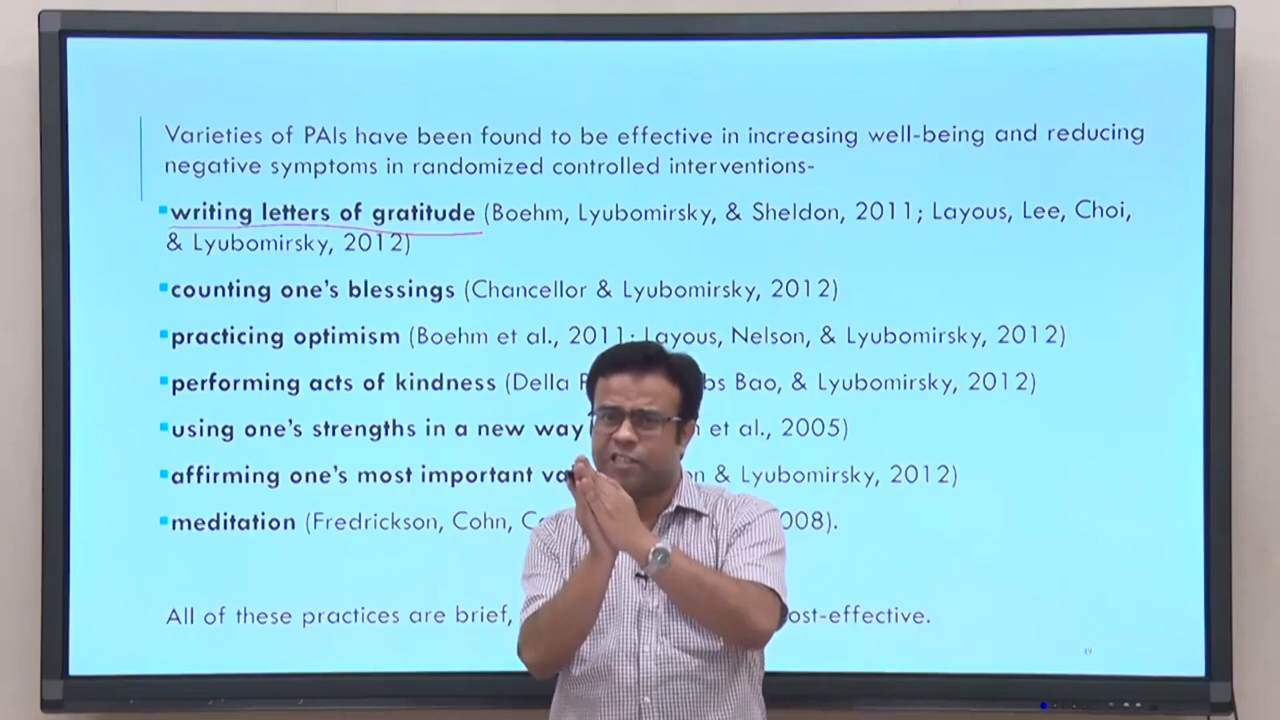 Varieties of PAIs have been found to be effective in increasing well-being and reducing
negative symptoms in randomized controlled interventions-
▪writing letters of gratitude (Boehm, Lyubomirsky, & Sheldon, 2011; Layous, Lee, Choi,
& Lyubomirsky, 2012)
▪counting one's blessings (Chancellor & Lyubomirsky, 2012)
▪practicing optimism (Boehm et al., 2011; Layous, Nelson, & Lyubomirsky, 2012)
▪performing acts of kindness (Della Bao, & Lyubomirsky, 2012)
▪using one's strengths in a new way et al., 2005)
▪affirming one's most important & Lyubomirsky, 2012)
▪meditation (Fredrickson, Cohn, 2008).
All of these practices are brief, cost-effective.
19